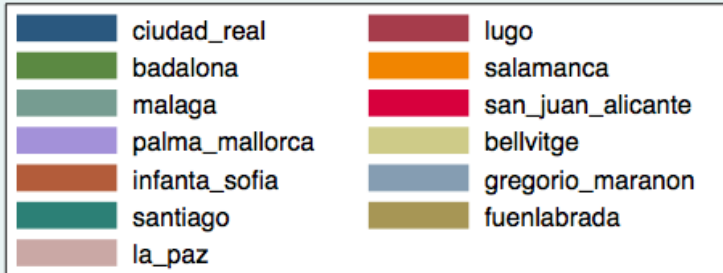 ciudad_real
lugo
badalona
salamanca
malaga
san_juan_alicante
palma_mallorca
bellvitge
infanta_sofia
gregorio_maranon
santiago
fuenlabrada
la_paz